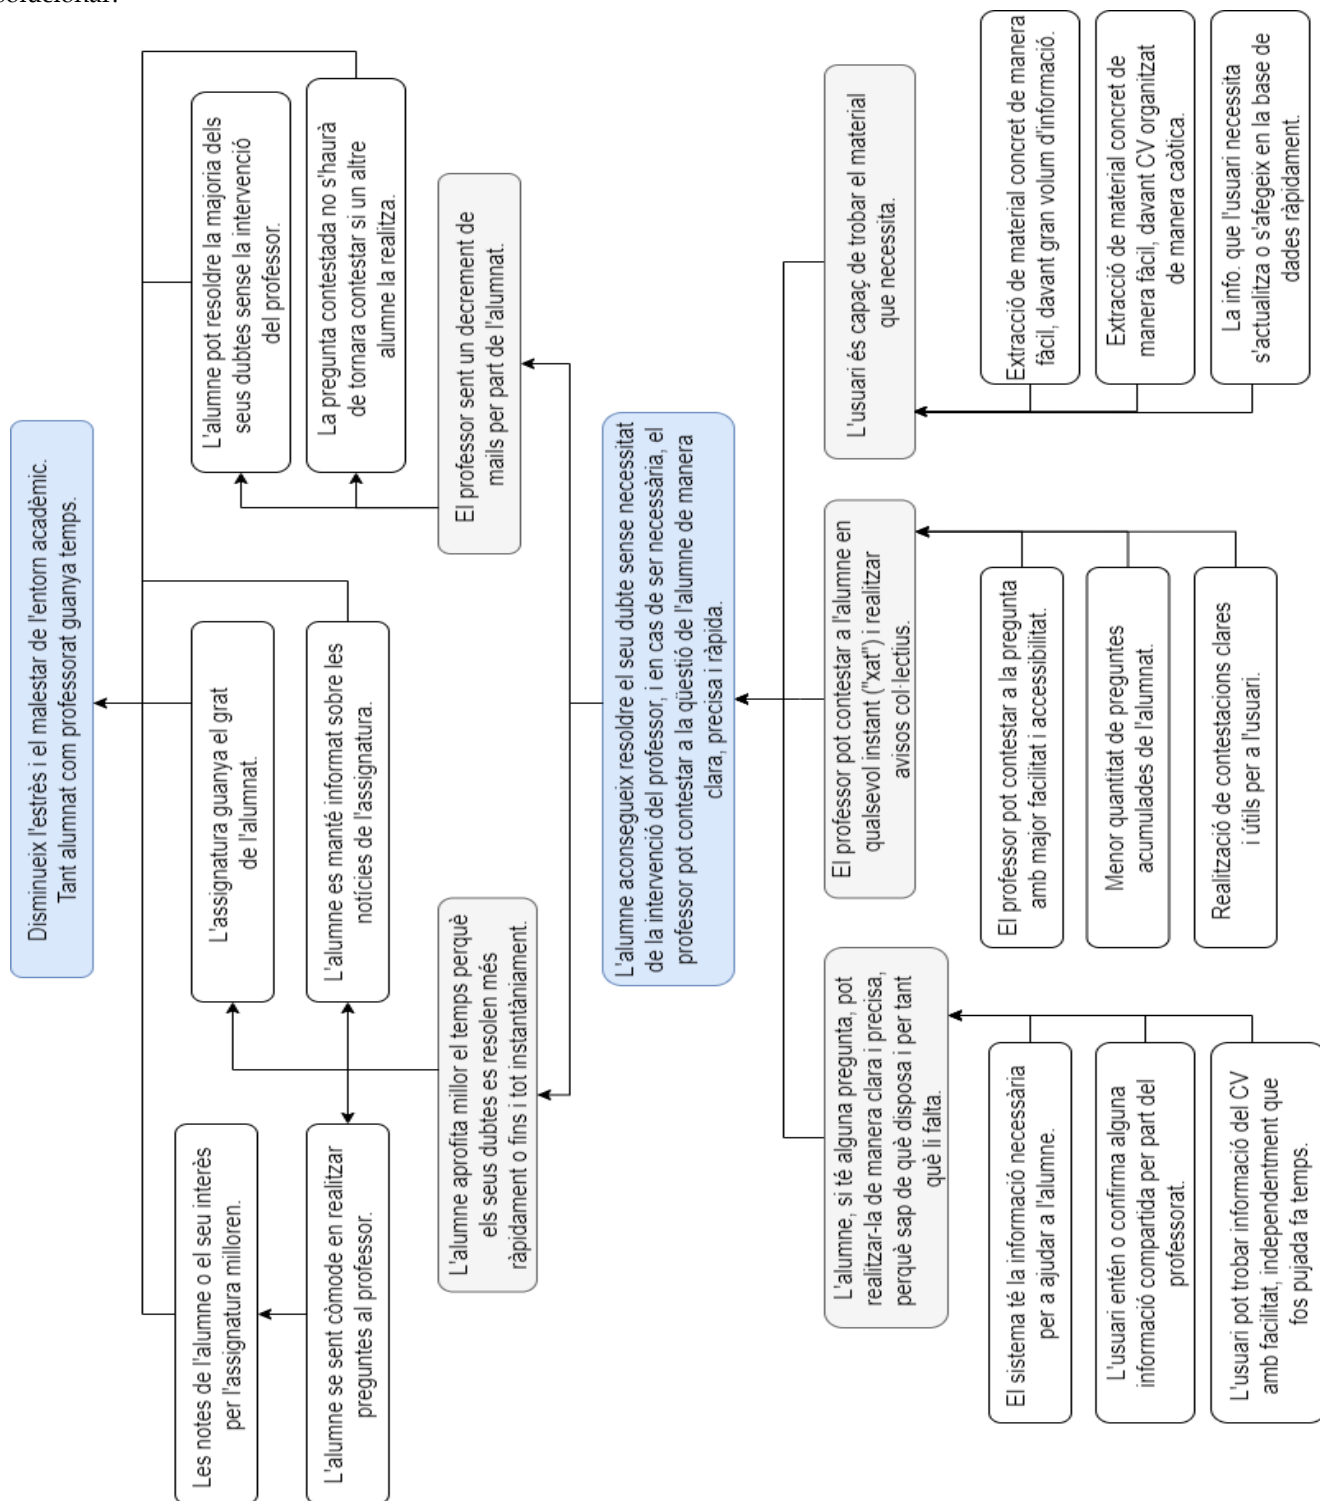 solucionar.
Disminueix l'estrès i el malestar de l'entorn acadèmic.
Tant alumnat com professorat guanya temps.
Les notes de l'alumne o el seu interès
per l'assignatura milloren.
L'assignatura guanya el grat
de l'alumnat.
L'alumne pot resoldre la majoria dels
seus dubtes sense la intervenció
del professor.
L'alumne se sent còmode en realitzar
preguntes al professor.
L'alumne es manté informat sobre les
notícies de l'assignatura.
La pregunta contestada no s'haurà
de tornara contestar si un altre
alumne la realitza.
L'alumne aprofita millor el temps perquè
els seus dubtes es resolen més
ràpidament o fins i tot instantàniament.
El professor sent un decrement de
mails per part de l'alumnat.
L'alumne aconsegueix resoldre el seu dubte sense necessitat
de la intervenció del professor, i en cas de ser necessària, el
professor pot contestar a la qüestió de l'alumne de manera
clara, precisa i ràpida.
L'alumne, si té alguna pregunta, pot
realitzar-la de manera clara i precisa,
perquè sap de què disposa i per tant
què li falta.
El professor pot contestar a l'alumne en
qualsevol instant ("xat") i realitzar
avisos col·lectius.
L'usuari és capaç de trobar el material
que necessita.
El sistema té la informació necessària
per a ajudar a l'alumne.
El professor pot contestar a la pregunta
amb major facilitat i accessibilitat.
Extracció de material concret de manera
fàcil, davant gran volum d'informació.
L'usuari entén o confirma alguna
informació compartida per part del
professorat.
Menor quantitat de preguntes
acumulades de l'alumnat.
Extracció de material concret de
manera fàcil, davant CV organitzat
de manera caòtica.
L'usuari pot trobar informació del CV
amb facilitat, independentment que
fos pujada fa temps.
Realització de contestacions clares
i útils per a l'usuari.
La info. que l'usuari necessita
s'actualitza o s'afegeix en la base de
dades ràpidament.